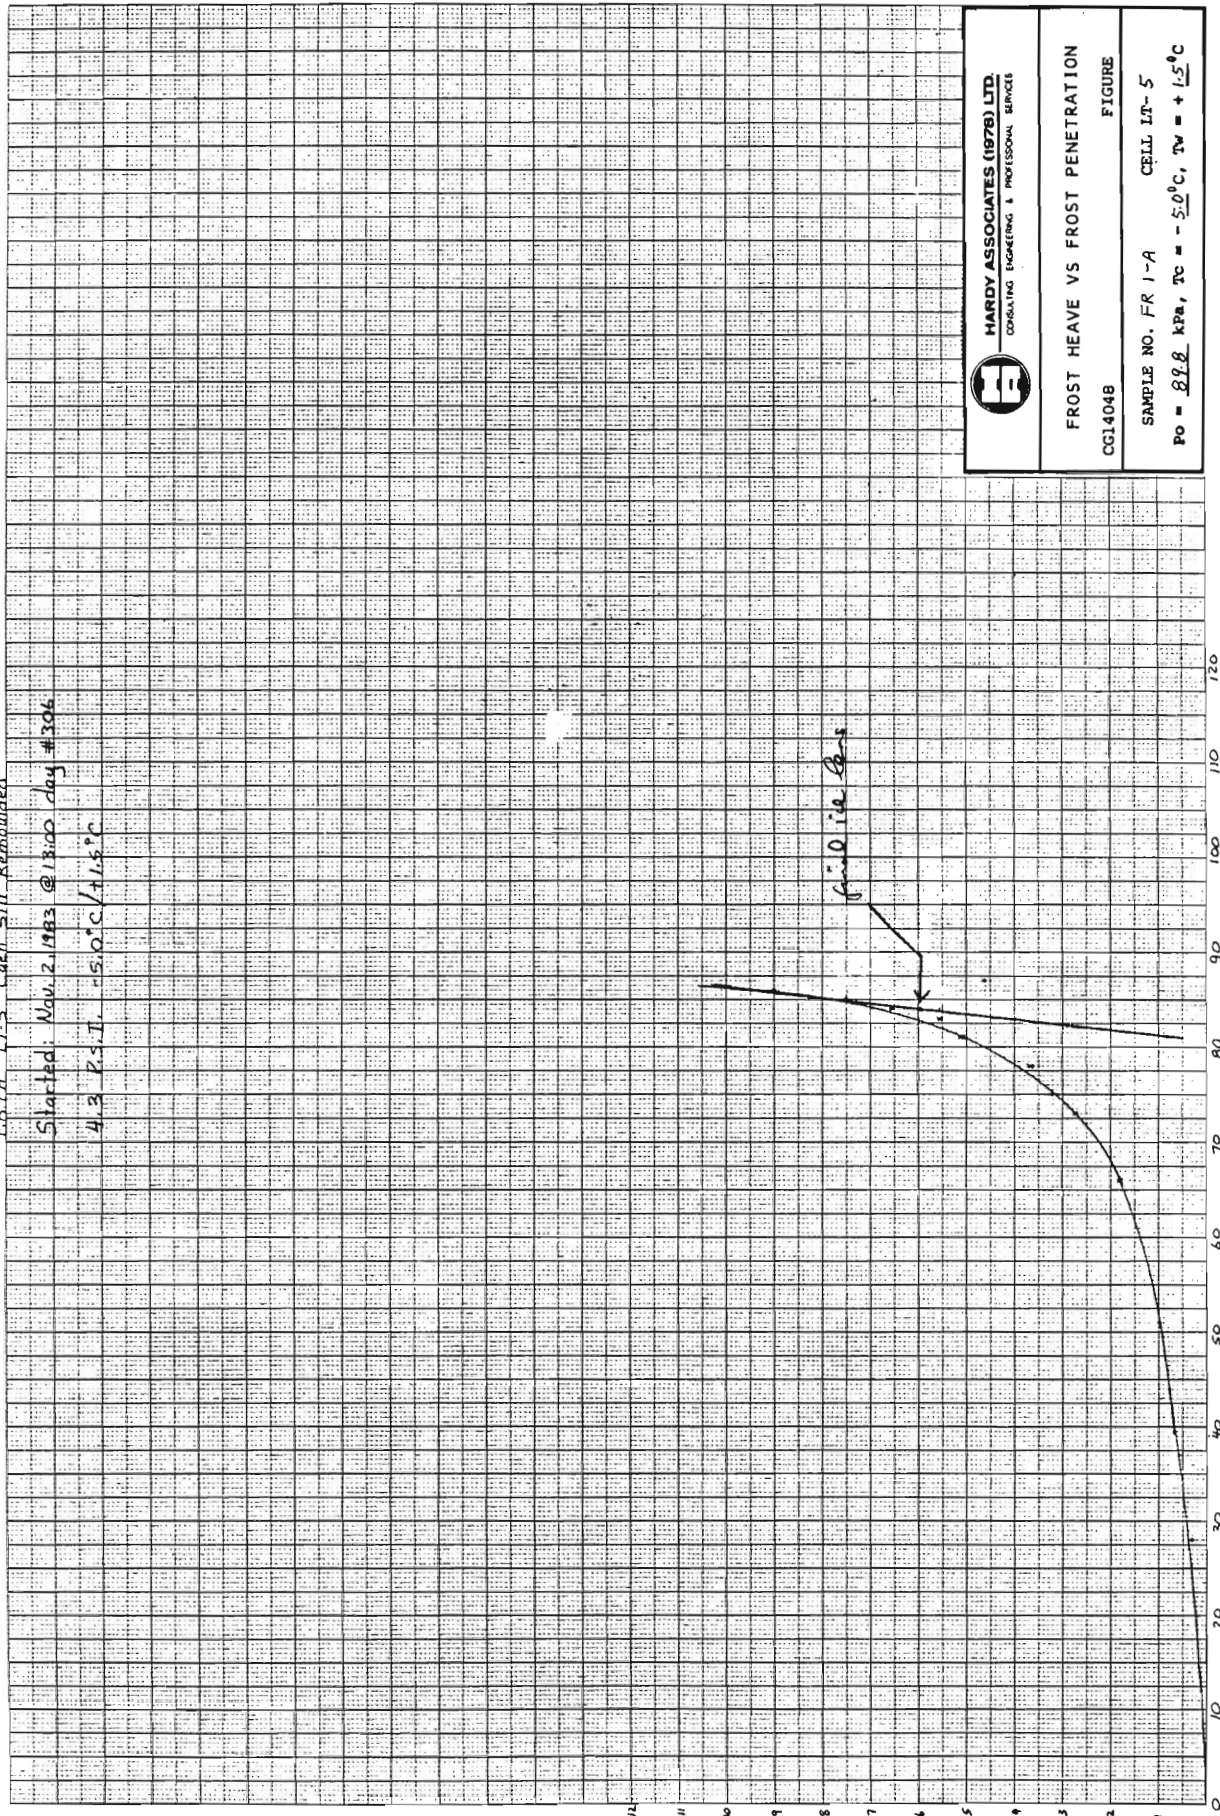 Started: Nov. 2, 1983 @ 13:00 day #306
4.3 P.S.I. -5.0°C/+1.5°C
final ice lens
12
11
10
9
8
7
6
5
4
3
2
0 10 20 30 40 50 60 70 80 90 100 110 120
HARDY ASSOCIATES (1978) LTD.
CONSULTING ENGINEERING & PROFESSIONAL SERVICES
FROST HEAVE VS FROST PENETRATION
CG14048 FIGURE
SAMPLE NO. FR 1-A CELL LT-5
Po = 89.8 kPa, Tc = -5.0°C, Tw = +1.5°C